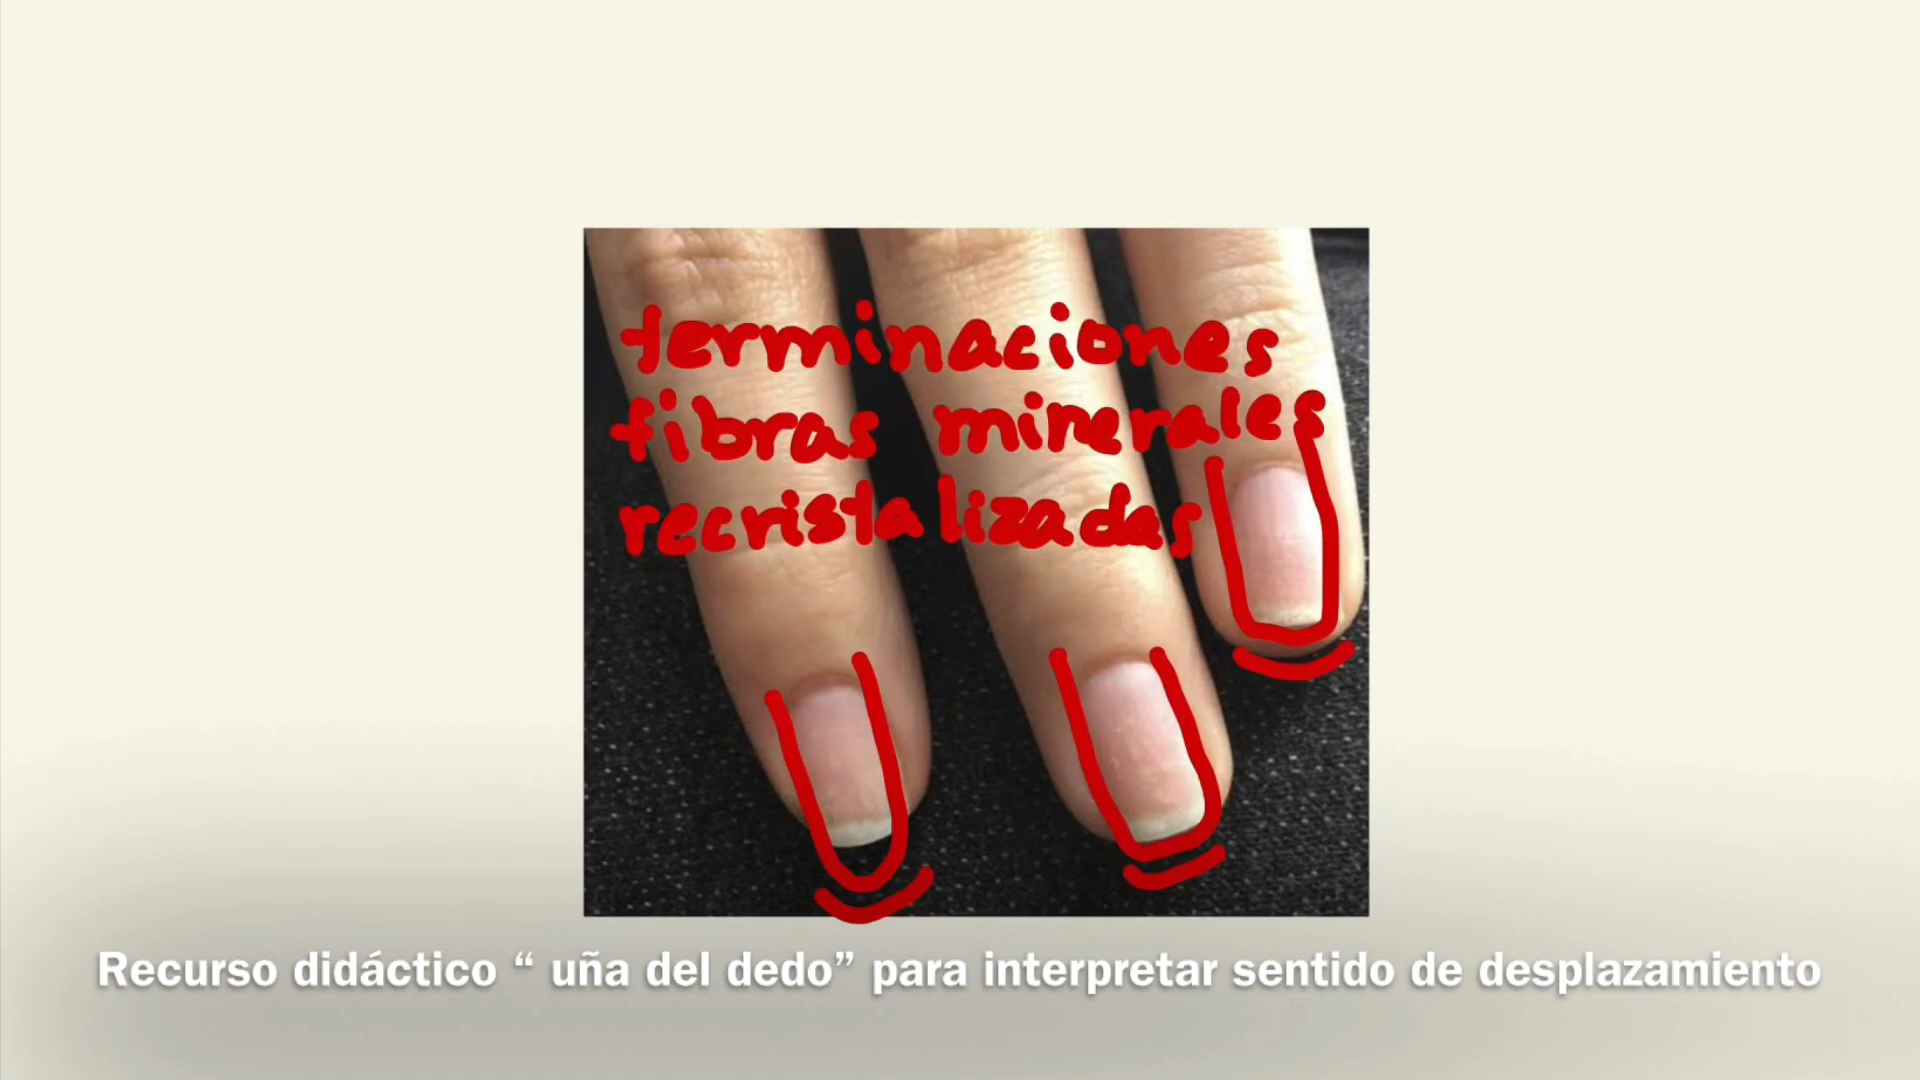 terminaciones
fibras minerales
recristalizadas
Recurso didáctico “ uña del dedo” para interpretar sentido de desplazamiento